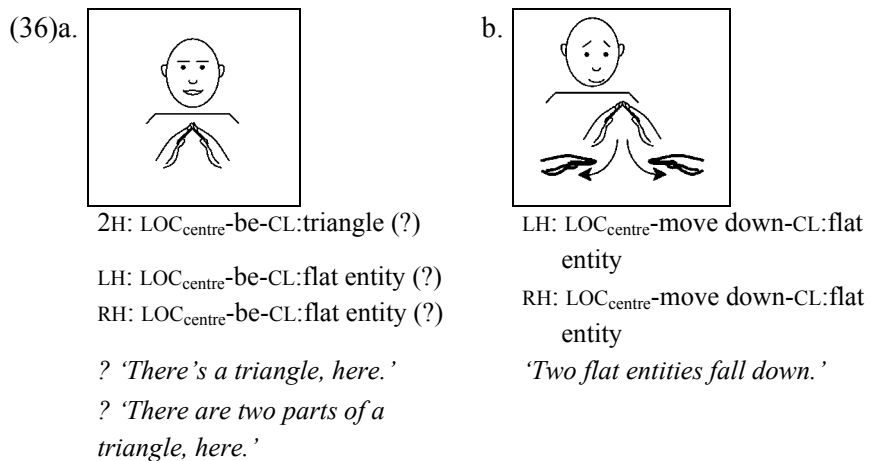 (36)a.
2H: LOCcentre-be-CL:triangle (?)
LH: LOCcentre-be-CL:flat entity (?)
RH: LOCcentre-be-CL:flat entity (?)
? ‘There’s a triangle, here.’
? ‘There are two parts of a
triangle, here.’
b.
LH: LOCcentre-move down-CL:flat
entity
RH: LOCcentre-move down-CL:flat
entity
‘Two flat entities fall down.’